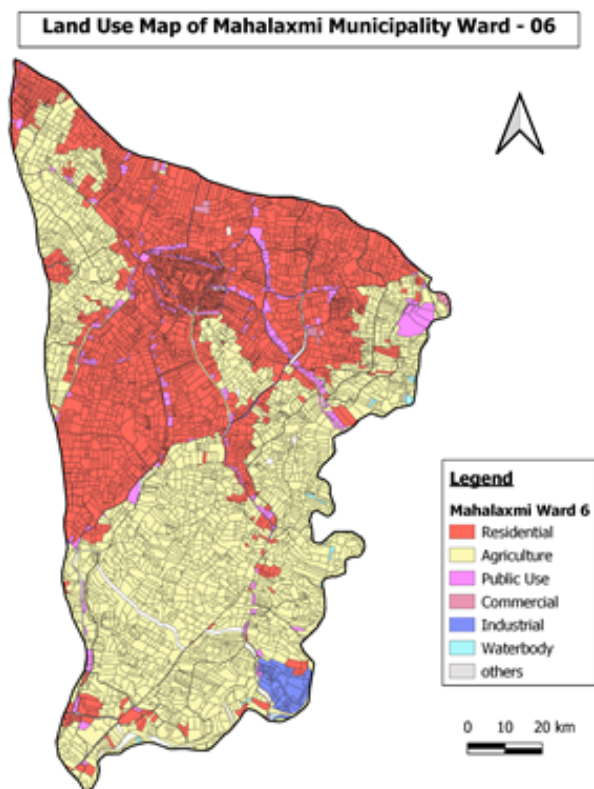 Land Use Map of Mahalaxmi Municipality Ward - 06
Legend
Mahalaxmi Ward 6
Residential
Agriculture
Public Use
Commercial
Industrial
Waterbody
others
0 10 20 km